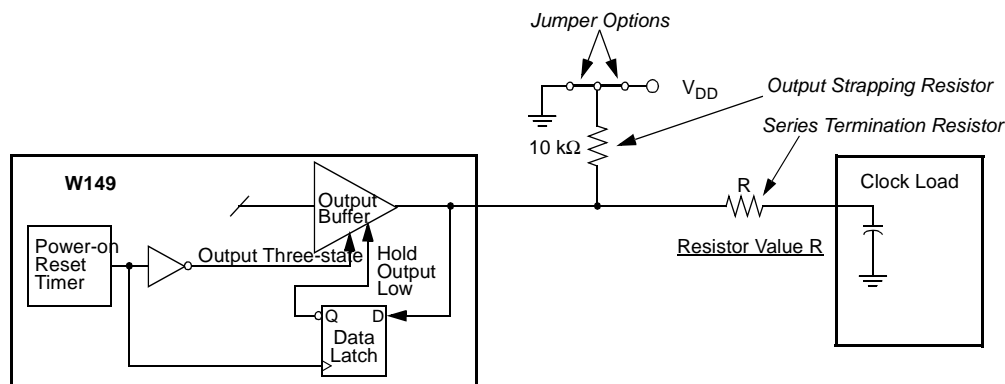 Jumper Options
VDD
Output Strapping Resistor
Series Termination Resistor
10 kΩ
R
Clock Load
W149
Output
Buffer
Power-on
Reset
Timer
Output Three-state
Hold
Output
Low
Resistor Value R
Q
D
Data
Latch